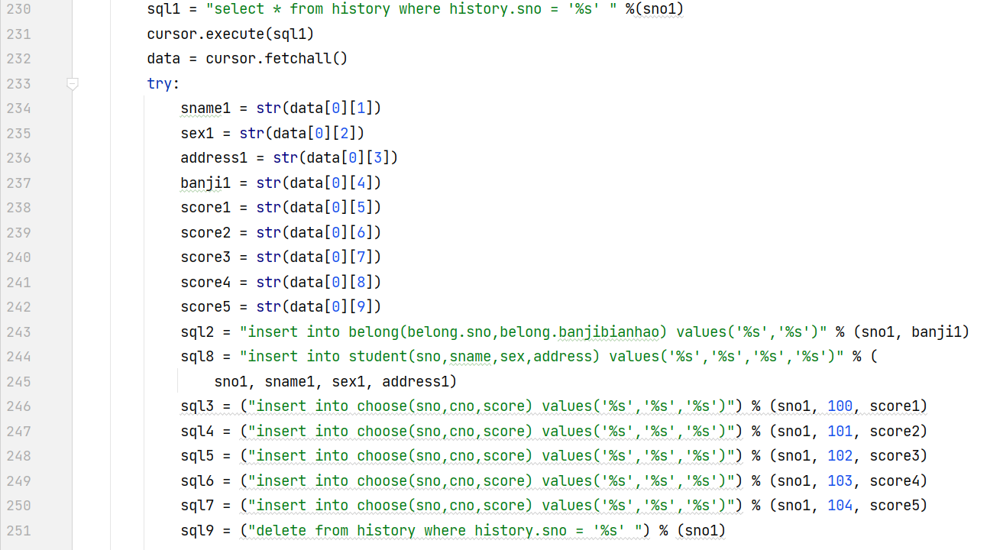 230 sql1 = "select * from history where history.sno = '%s' " %(sno1)
231 cursor.execute(sql1)
232 data = cursor.fetchall()
233 try:
234 sname1 = str(data[0][1])
235 sex1 = str(data[0][2])
236 address1 = str(data[0][3])
237 banji1 = str(data[0][4])
238 score1 = str(data[0][5])
239 score2 = str(data[0][6])
240 score3 = str(data[0][7])
241 score4 = str(data[0][8])
242 score5 = str(data[0][9])
243 sql2 = "insert into belong(belong.sno,belong.banjibianhao) values('%s','%s')" % (sno1, banji1)
244 sql8 = "insert into student(sno,sname,sex,address) values('%s','%s','%s','%s')" % (
245 sno1, sname1, sex1, address1)
246 sql3 = ("insert into choose(sno,cno,score) values('%s','%s','%s')") % (sno1, 100, score1)
247 sql4 = ("insert into choose(sno,cno,score) values('%s','%s','%s')") % (sno1, 101, score2)
248 sql5 = ("insert into choose(sno,cno,score) values('%s','%s','%s')") % (sno1, 102, score3)
249 sql6 = ("insert into choose(sno,cno,score) values('%s','%s','%s')") % (sno1, 103, score4)
250 sql7 = ("insert into choose(sno,cno,score) values('%s','%s','%s')") % (sno1, 104, score5)
251 sql9 = ("delete from history where history.sno = '%s' ") % (sno1)